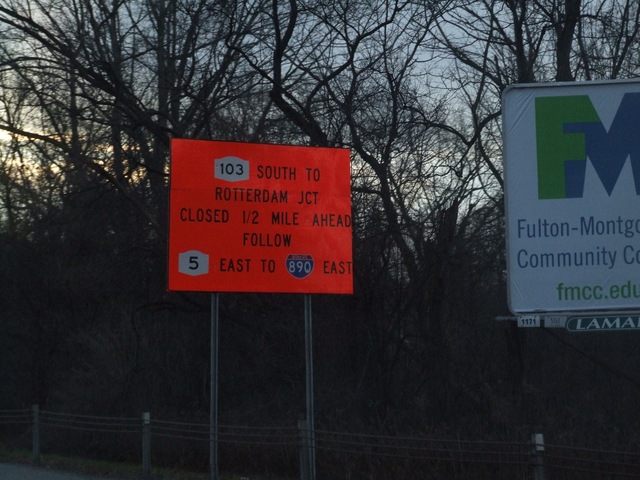 103 SOUTH TO
ROTTERDAM JCT
CLOSED 1/2 MILE AHEAD
FOLLOW
5 EAST TO 890 EAST
FM
Fulton-Montgo
Community Co
fmcc.edu
1171
LAMAR